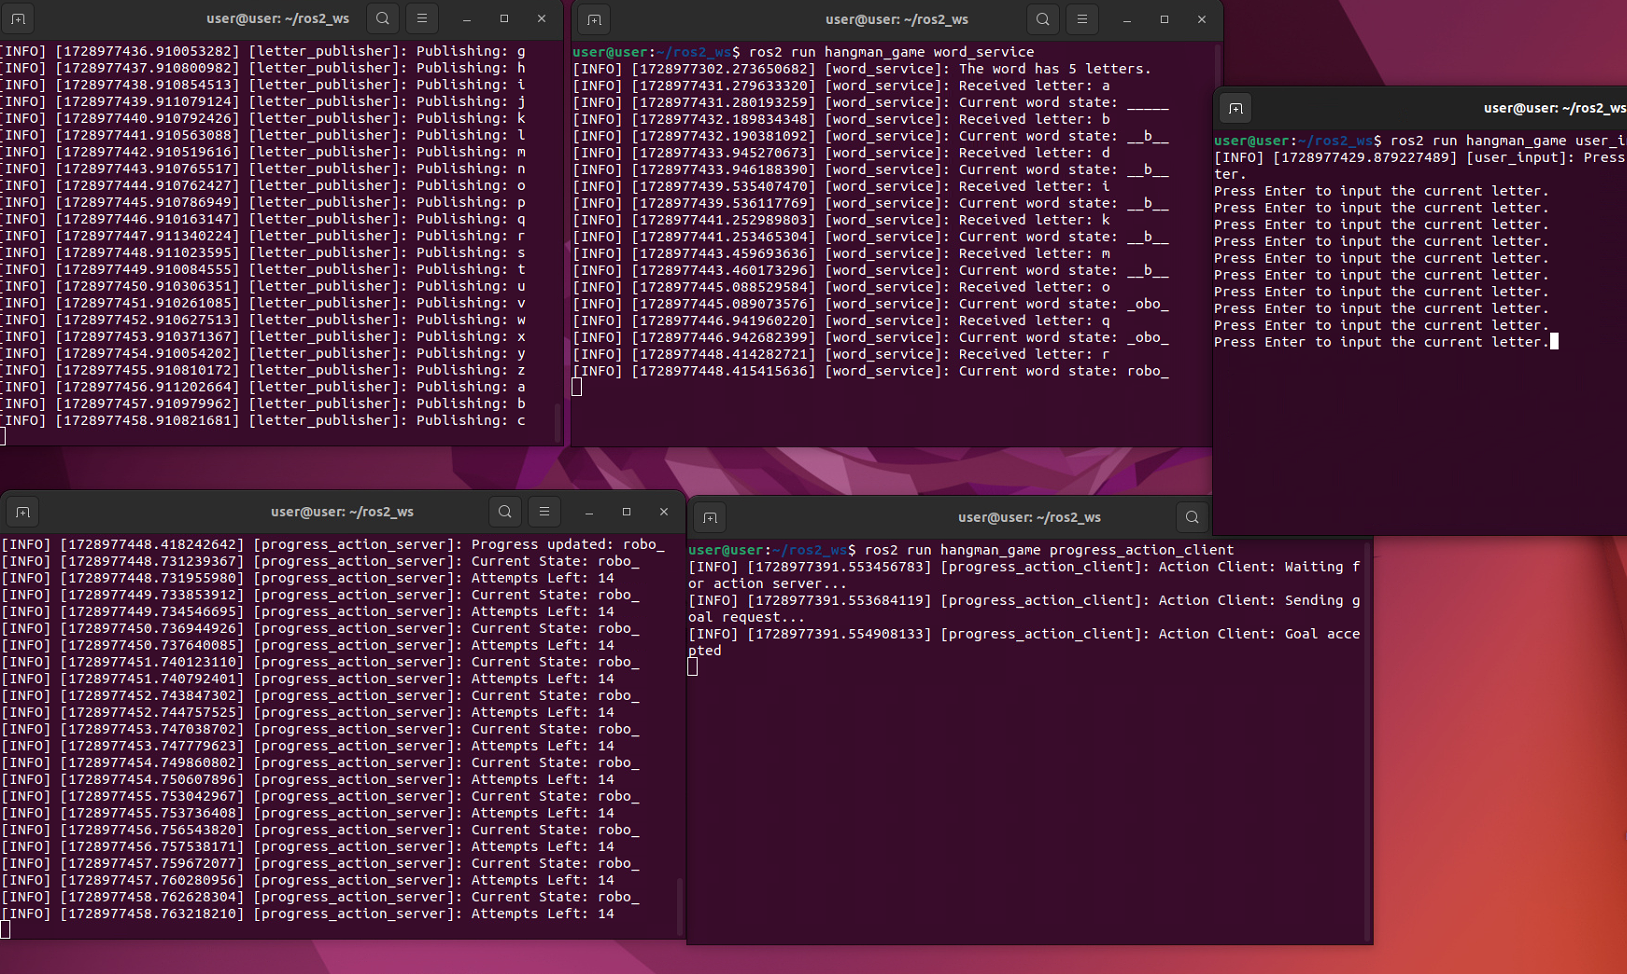 user@user: ~/ros2_ws
[INFO] [1728977436.910053282] [letter_publisher]: Publishing: g
[INFO] [1728977437.910800982] [letter_publisher]: Publishing: h
[INFO] [1728977438.910854513] [letter_publisher]: Publishing: i
[INFO] [1728977439.911079124] [letter_publisher]: Publishing: j
[INFO] [1728977440.910792426] [letter_publisher]: Publishing: k
[INFO] [1728977441.910563088] [letter_publisher]: Publishing: l
[INFO] [1728977442.910519616] [letter_publisher]: Publishing: m
[INFO] [1728977443.910765517] [letter_publisher]: Publishing: n
[INFO] [1728977444.910762427] [letter_publisher]: Publishing: o
[INFO] [1728977445.910786949] [letter_publisher]: Publishing: p
[INFO] [1728977446.910163147] [letter_publisher]: Publishing: q
[INFO] [1728977447.911340224] [letter_publisher]: Publishing: r
[INFO] [1728977448.911023595] [letter_publisher]: Publishing: s
[INFO] [1728977449.910084555] [letter_publisher]: Publishing: t
[INFO] [1728977450.910306351] [letter_publisher]: Publishing: u
[INFO] [1728977451.910261085] [letter_publisher]: Publishing: v
[INFO] [1728977452.910627513] [letter_publisher]: Publishing: w
[INFO] [1728977453.910371367] [letter_publisher]: Publishing: x
[INFO] [1728977454.910054202] [letter_publisher]: Publishing: y
[INFO] [1728977455.910810172] [letter_publisher]: Publishing: z
[INFO] [1728977456.911202664] [letter_publisher]: Publishing: a
[INFO] [1728977457.910979962] [letter_publisher]: Publishing: b
[INFO] [1728977458.910821681] [letter_publisher]: Publishing: c
user@user: ~/ros2_ws
user@user:~/ros2_ws$ ros2 run hangman_game word_service
[INFO] [1728977302.273650682] [word_service]: The word has 5 letters.
[INFO] [1728977431.279633320] [word_service]: Received letter: a
[INFO] [1728977431.280193259] [word_service]: Current word state: _____
[INFO] [1728977432.189834348] [word_service]: Received letter: b
[INFO] [1728977432.190381092] [word_service]: Current word state: __b__
[INFO] [1728977433.945270673] [word_service]: Received letter: d
[INFO] [1728977433.946188390] [word_service]: Current word state: __b__
[INFO] [1728977439.535407470] [word_service]: Received letter: i
[INFO] [1728977439.536117769] [word_service]: Current word state: __b__
[INFO] [1728977441.252989803] [word_service]: Received letter: k
[INFO] [1728977441.253465304] [word_service]: Current word state: __b__
[INFO] [1728977443.459693636] [word_service]: Received letter: m
[INFO] [1728977443.460173296] [word_service]: Current word state: __b__
[INFO] [1728977445.088529584] [word_service]: Received letter: o
[INFO] [1728977445.089073576] [word_service]: Current word state: _obo_
[INFO] [1728977446.941960220] [word_service]: Received letter: q
[INFO] [1728977446.942682399] [word_service]: Current word state: _obo_
[INFO] [1728977448.414282721] [word_service]: Received letter: r
[INFO] [1728977448.415415636] [word_service]: Current word state: robo_
user@user: ~/ros2_ws
user@user:~/ros2_ws$ ros2 run hangman_game user_i
[INFO] [1728977429.879227489] [user_input]: Press
ter.
Press Enter to input the current letter.
Press Enter to input the current letter.
Press Enter to input the current letter.
Press Enter to input the current letter.
Press Enter to input the current letter.
Press Enter to input the current letter.
Press Enter to input the current letter.
Press Enter to input the current letter.
Press Enter to input the current letter.
Press Enter to input the current letter.
user@user: ~/ros2_ws
[INFO] [1728977448.418242642] [progress_action_server]: Progress updated: robo_
[INFO] [1728977448.731239367] [progress_action_server]: Current State: robo_
[INFO] [1728977448.731955980] [progress_action_server]: Attempts Left: 14
[INFO] [1728977449.733853912] [progress_action_server]: Current State: robo_
[INFO] [1728977449.734546695] [progress_action_server]: Attempts Left: 14
[INFO] [1728977450.736944926] [progress_action_server]: Current State: robo_
[INFO] [1728977450.737640085] [progress_action_server]: Attempts Left: 14
[INFO] [1728977451.740123110] [progress_action_server]: Current State: robo_
[INFO] [1728977451.740792401] [progress_action_server]: Attempts Left: 14
[INFO] [1728977452.743847302] [progress_action_server]: Current State: robo_
[INFO] [1728977452.744757525] [progress_action_server]: Attempts Left: 14
[INFO] [1728977453.747038702] [progress_action_server]: Current State: robo_
[INFO] [1728977453.747779623] [progress_action_server]: Attempts Left: 14
[INFO] [1728977454.749860802] [progress_action_server]: Current State: robo_
[INFO] [1728977454.750607896] [progress_action_server]: Attempts Left: 14
[INFO] [1728977455.753042967] [progress_action_server]: Current State: robo_
[INFO] [1728977455.753736408] [progress_action_server]: Attempts Left: 14
[INFO] [1728977456.756543820] [progress_action_server]: Current State: robo_
[INFO] [1728977456.757538171] [progress_action_server]: Attempts Left: 14
[INFO] [1728977457.759672077] [progress_action_server]: Current State: robo_
[INFO] [1728977457.760280956] [progress_action_server]: Attempts Left: 14
[INFO] [1728977458.762628304] [progress_action_server]: Current State: robo_
[INFO] [1728977458.763218210] [progress_action_server]: Attempts Left: 14
user@user: ~/ros2_ws
user@user:~/ros2_ws$ ros2 run hangman_game progress_action_client
[INFO] [1728977391.553456783] [progress_action_client]: Action Client: Waiting f
or action server...
[INFO] [1728977391.553684119] [progress_action_client]: Action Client: Sending g
oal request...
[INFO] [1728977391.554908133] [progress_action_client]: Action Client: Goal acce
pted